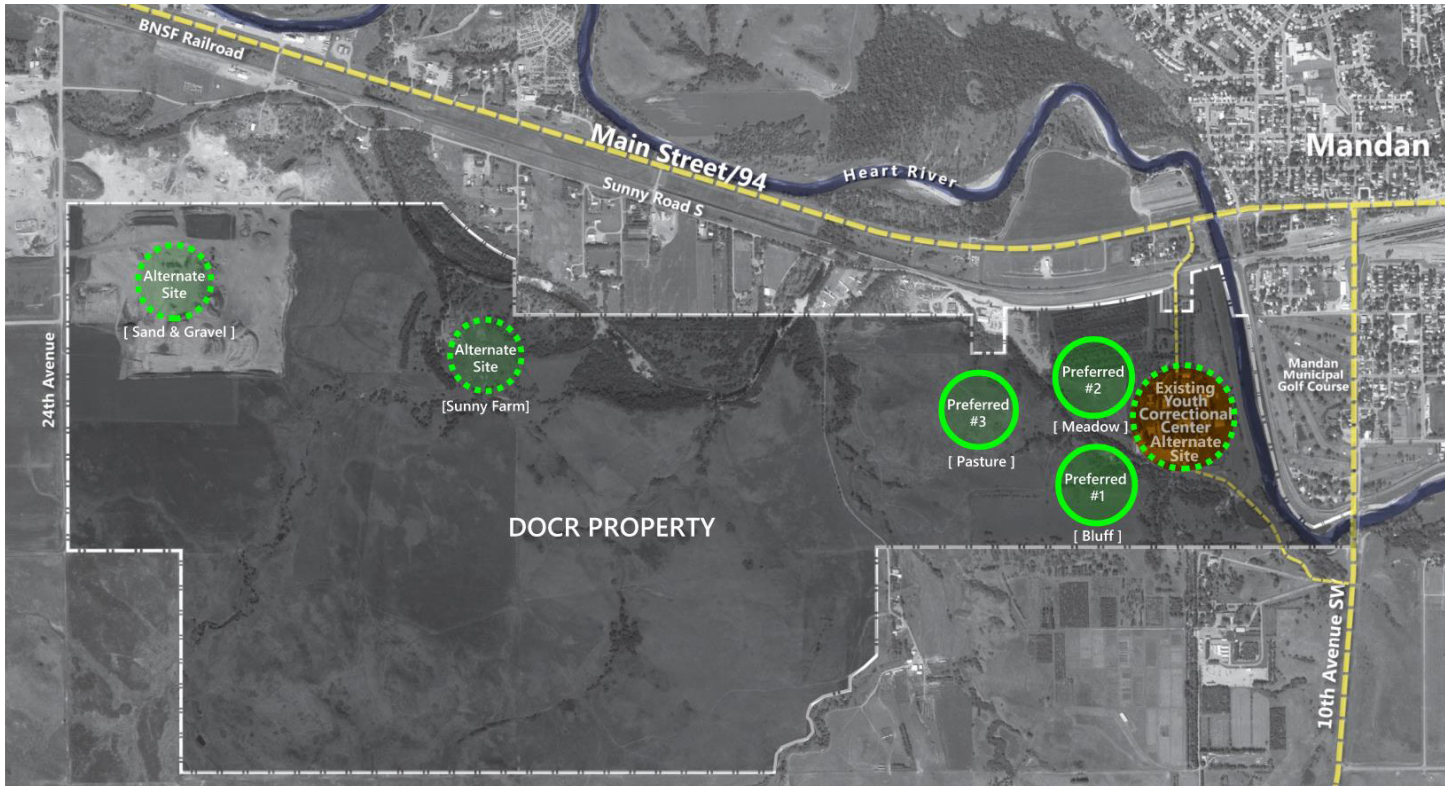 BNSF Railroad
Main Street/94
Heart River
Mandan
Sunny Road S
Alternate
Site
[ Sand & Gravel ]
24th Avenue
Alternate
Site
[Sunny Farm]
Preferred
#3
[ Pasture ]
Preferred
#2
[ Meadow ]
Existing
Youth
Correctional
Center
Alternate
Site
Mandan
Municipal
Golf Course
Preferred
#1
[ Bluff ]
DOCR PROPERTY
10th Avenue SW